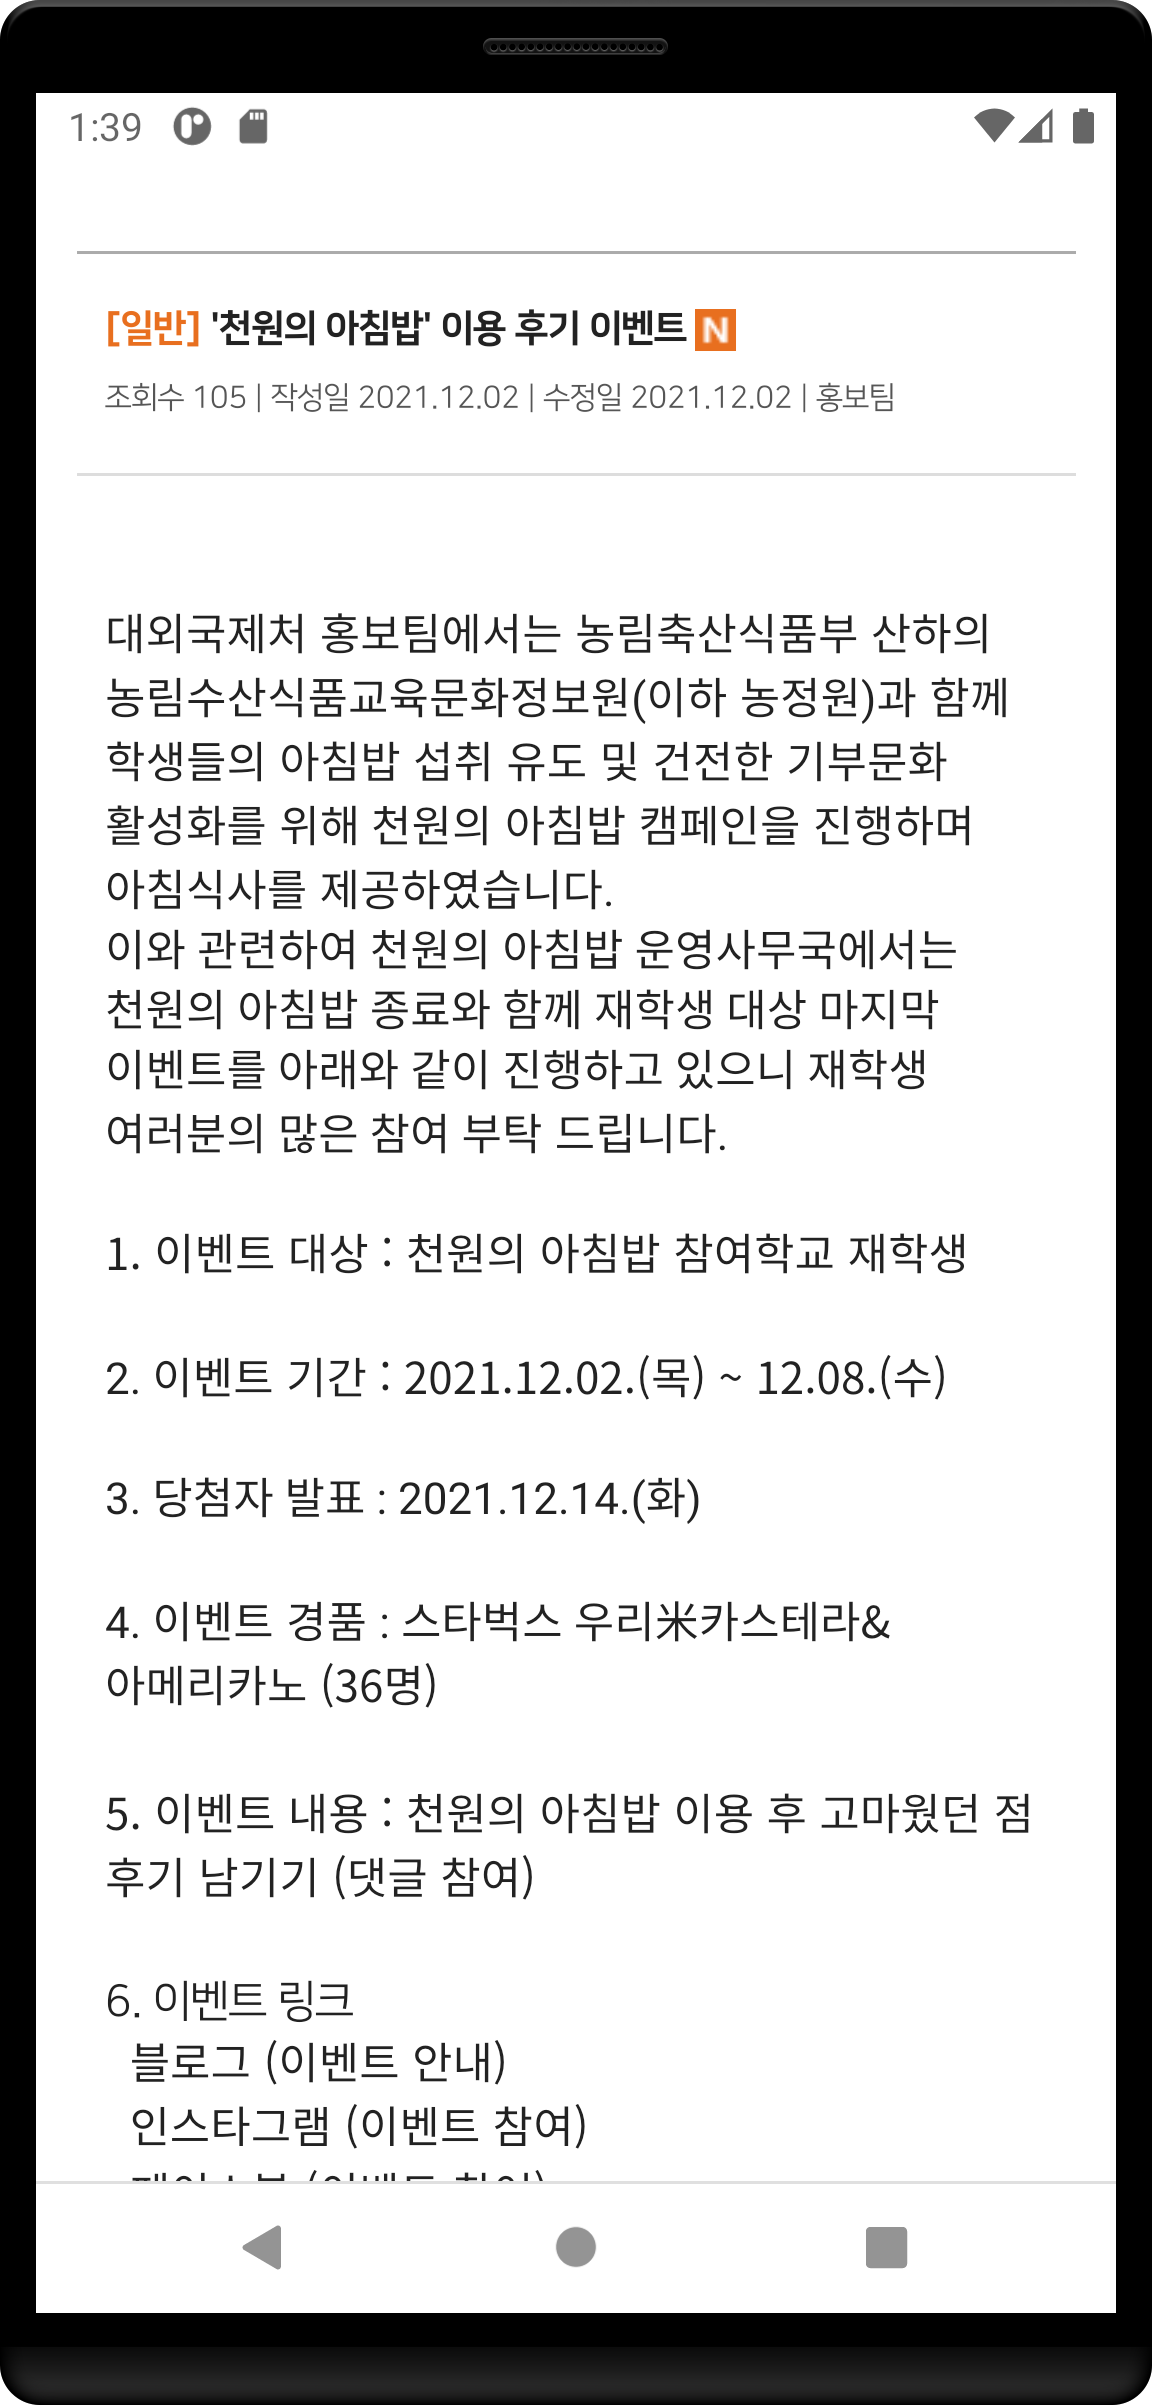 1:39
[일반] '천원의 아침밥' 이용 후기 이벤트 N
조회수 105 | 작성일 2021.12.02 | 수정일 2021.12.02 | 홍보팀
대외국제처 홍보팀에서는 농림축산식품부 산하의
농림수산식품교육문화정보원(이하 농정원)과 함께
학생들의 아침밥 섭취 유도 및 건전한 기부문화
활성화를 위해 천원의 아침밥 캠페인을 진행하며
아침식사를 제공하였습니다.
이와 관련하여 천원의 아침밥 운영사무국에서는
천원의 아침밥 종료와 함께 재학생 대상 마지막
이벤트를 아래와 같이 진행하고 있으니 재학생
여러분의 많은 참여 부탁 드립니다.
1. 이벤트 대상 : 천원의 아침밥 참여학교 재학생
2. 이벤트 기간 : 2021.12.02.(목) ~ 12.08.(수)
3. 당첨자 발표 : 2021.12.14.(화)
4. 이벤트 경품 : 스타벅스 우리米카스테라&
아메리카노 (36명)
5. 이벤트 내용 : 천원의 아침밥 이용 후 고마웠던 점
후기 남기기 (댓글 참여)
6. 이벤트 링크
블로그 (이벤트 안내)
인스타그램 (이벤트 참여)